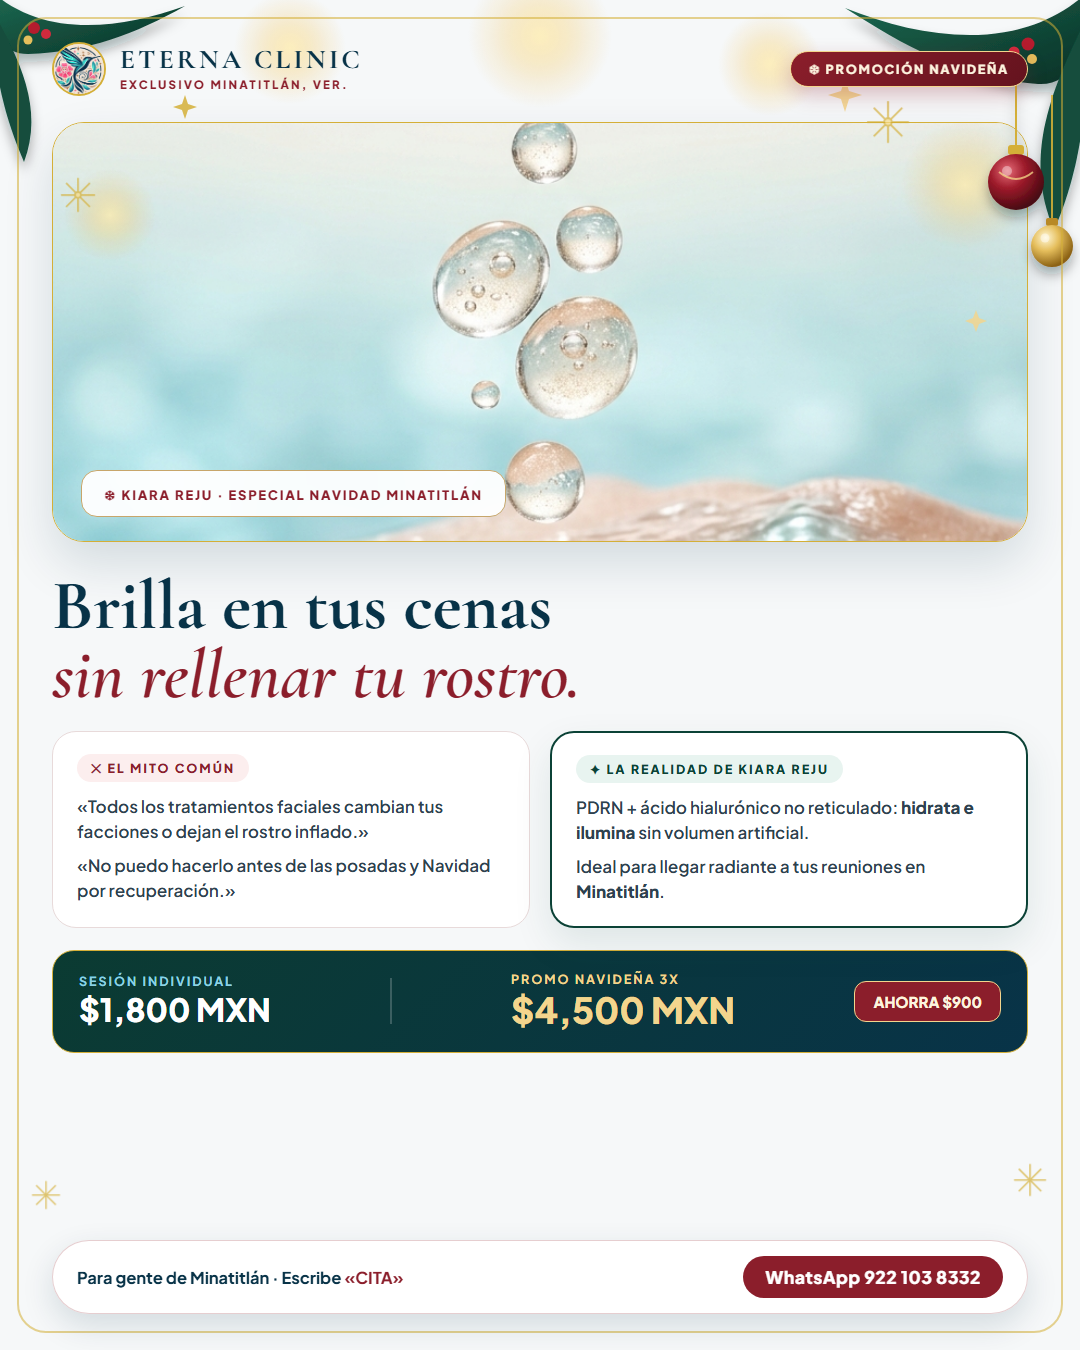 ETERNA CLINIC
EXCLUSIVO MINATITLÁN, VER.
❄ PROMOCIÓN NAVIDEÑA
❄ KIARA REJU · ESPECIAL NAVIDAD MINATITLÁN
Brilla en tus cenas
sin rellenar tu rostro.
✕ EL MITO COMÚN
«Todos los tratamientos faciales cambian tus
facciones o dejan el rostro inflado.»
«No puedo hacerlo antes de las posadas y Navidad
por recuperación.»
✦ LA REALIDAD DE KIARA REJU
PDRN + ácido hialurónico no reticulado: hidrata e
ilumina sin volumen artificial.
Ideal para llegar radiante a tus reuniones en
Minatitlán.
SESIÓN INDIVIDUAL
$1,800 MXN
PROMO NAVIDEÑA 3X
$4,500 MXN
AHORRA $900
Para gente de Minatitlán · Escribe «CITA»
WhatsApp 922 103 8332